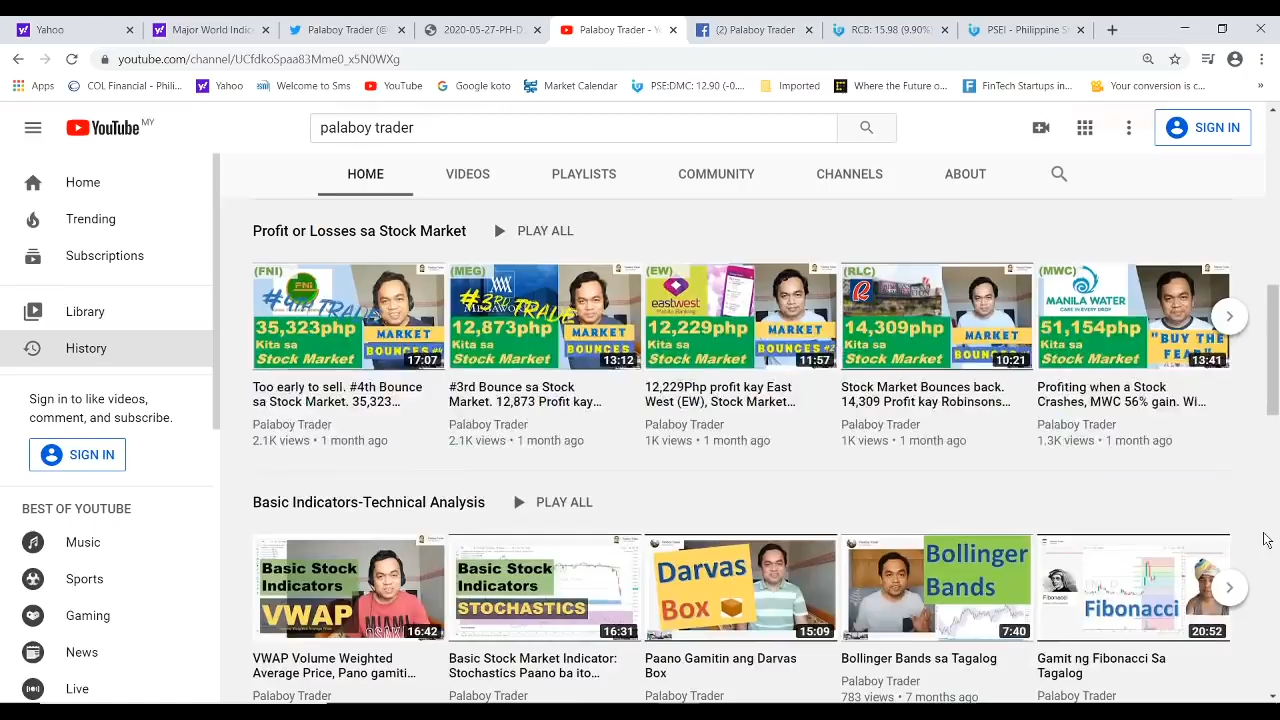 Yahoo
Major World Indic
Palaboy Trader (@
2020-05-27-PH-D
Palaboy Trader - Y
(2) Palaboy Trader
RCB: 15.98 (9.90%)
PSEI - Philippine S
youtube.com/channel/UCfdkoSpaa83Mme0_x5N0WXg
Apps
COL Financial Phili...
Yahoo
Welcome to Sms
YouTube
Google koto
Market Calendar
PSE:DMC: 12.90 (-0...
Imported
Where the Future o...
FinTech Startups in...
Your conversion is c...
»
YouTube MY
palaboy trader
SIGN IN
Home
Trending
Subscriptions
Library
History
Sign in to like videos,
comment, and subscribe.
SIGN IN
BEST OF YOUTUBE
Music
Sports
Gaming
News
Live
HOME
VIDEOS
PLAYLISTS
COMMUNITY
CHANNELS
ABOUT
Profit or Losses sa Stock Market
PLAY ALL
(FNI)
FNI
#4th TRADE
35,323php
Kita sa
Stock Market
MARKET
BOUNCES#4
17:07
Too early to sell. #4th Bounce
sa Stock Market. 35,323...
Palaboy Trader
2.1K views • 1 month ago
(MEG)
#3RD TRADE
12,873php
Kita sa
Stock Market
MARKET
BOUNCES
13:12
#3rd Bounce sa Stock
Market. 12,873 Profit kay...
Palaboy Trader
2.1K views • 1 month ago
(EW)
eastwest
12,229php
Kita sa
Stock Market
MARKET
BOUNCES #2
11:57
12,229Php profit kay East
West (EW), Stock Market...
Palaboy Trader
1K views • 1 month ago
(RLC)
R
14,309php
Kita sa
Stock Market
MARKET
BOUNCES
10:21
Stock Market Bounces back.
14,309 Profit kay Robinsons...
Palaboy Trader
1K views • 1 month ago
(MWC)
MANILA WATER
CARE IN EVERY DROP
51,154php
Kita sa
Stock Market
"BUY THE
FEAR"
13:41
Profiting when a Stock
Crashes, MWC 56% gain. Wi...
Palaboy Trader
1.3K views • 1 month ago
Basic Indicators-Technical Analysis
PLAY ALL
Basic Stock
Indicators
VWAP
16:42
VWAP Volume Weighted
Average Price, Pano gamiti...
Palaboy Trader
Basic Stock
Indicators
STOCHASTICS
16:31
Basic Stock Market Indicator:
Stochastics Paano ba ito...
Palaboy Trader
Darvas
Box
15:09
Paano Gamitin ang Darvas
Box
Palaboy Trader
Bollinger
Bands
7:40
Bollinger Bands sa Tagalog
Palaboy Trader
783 views • 7 months ago
Fibonacci
Fibonacci
20:52
Gamit ng Fibonacci Sa
Tagalog
Palaboy Trader